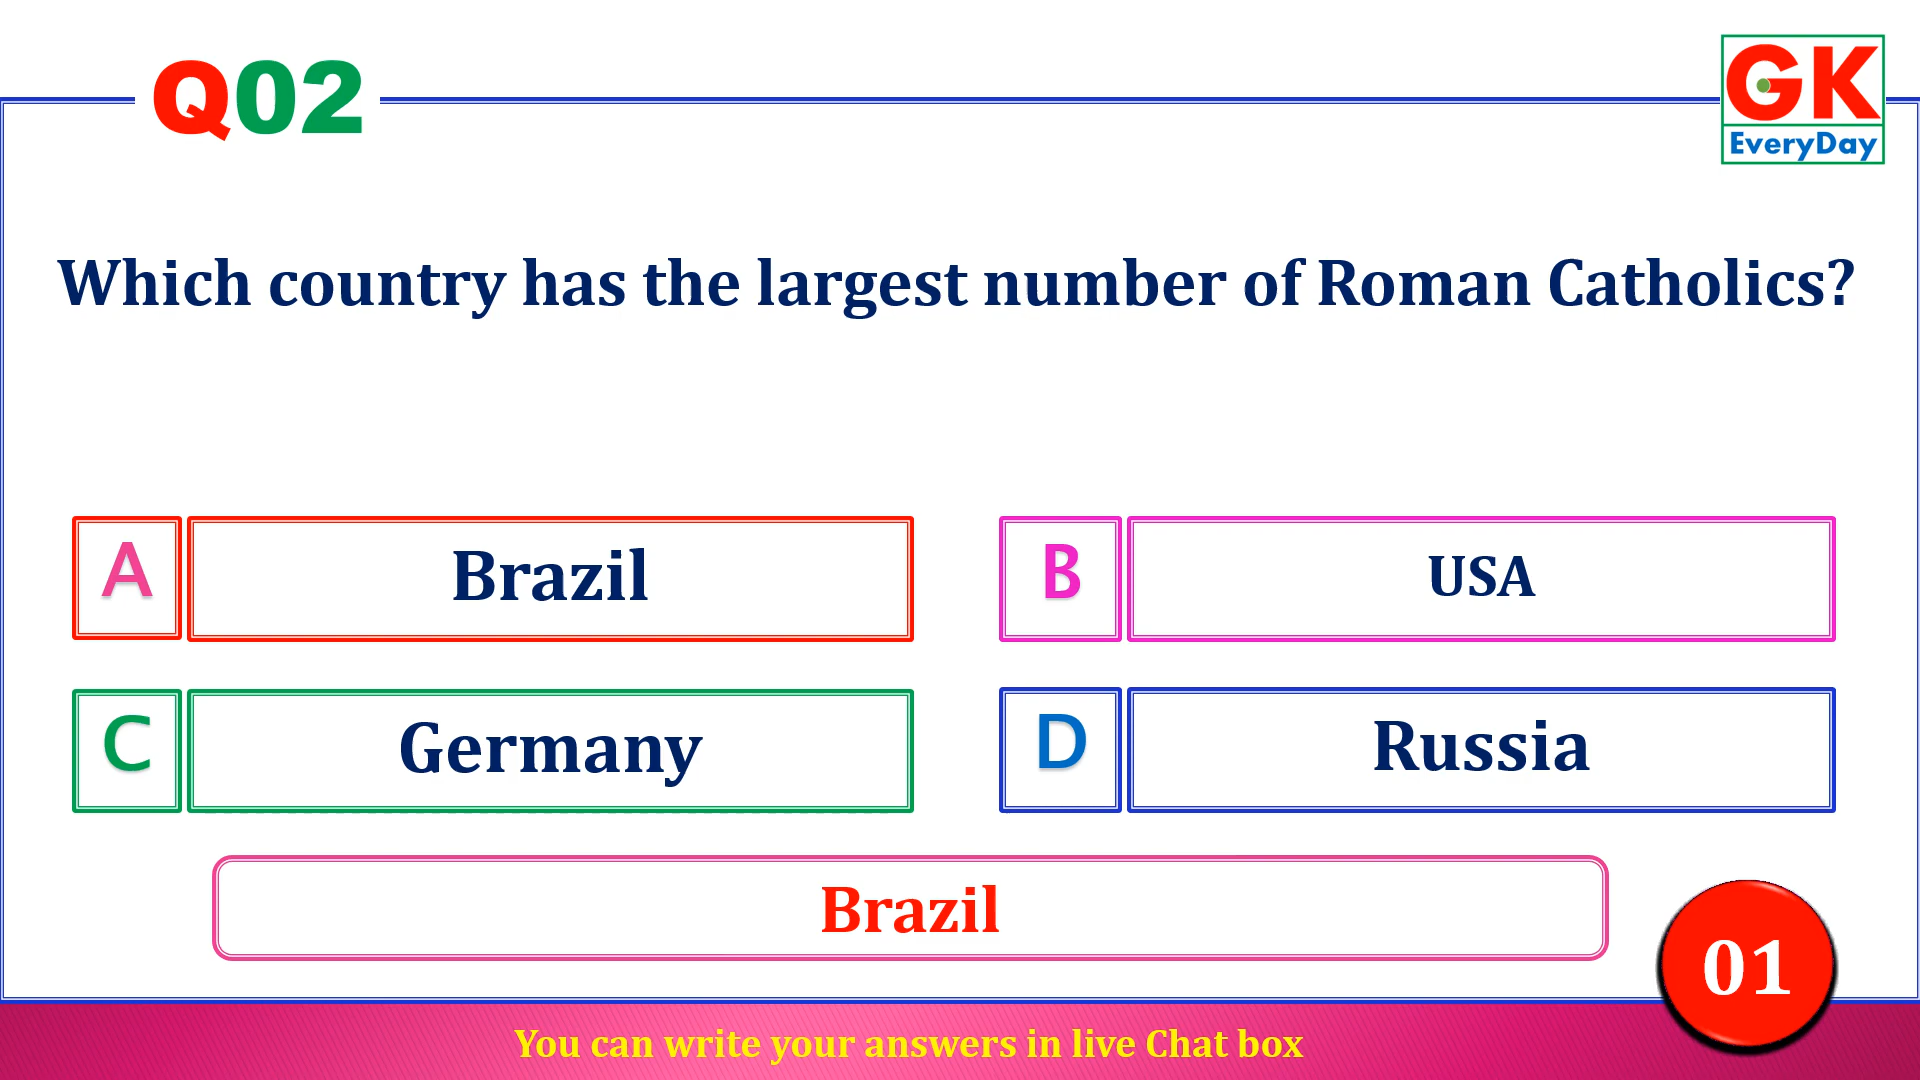 Q02
GK
EveryDay
Which country has the largest number of Roman Catholics?
A Brazil
B USA
C Germany
D Russia
Brazil
01
You can write your answers in live Chat box